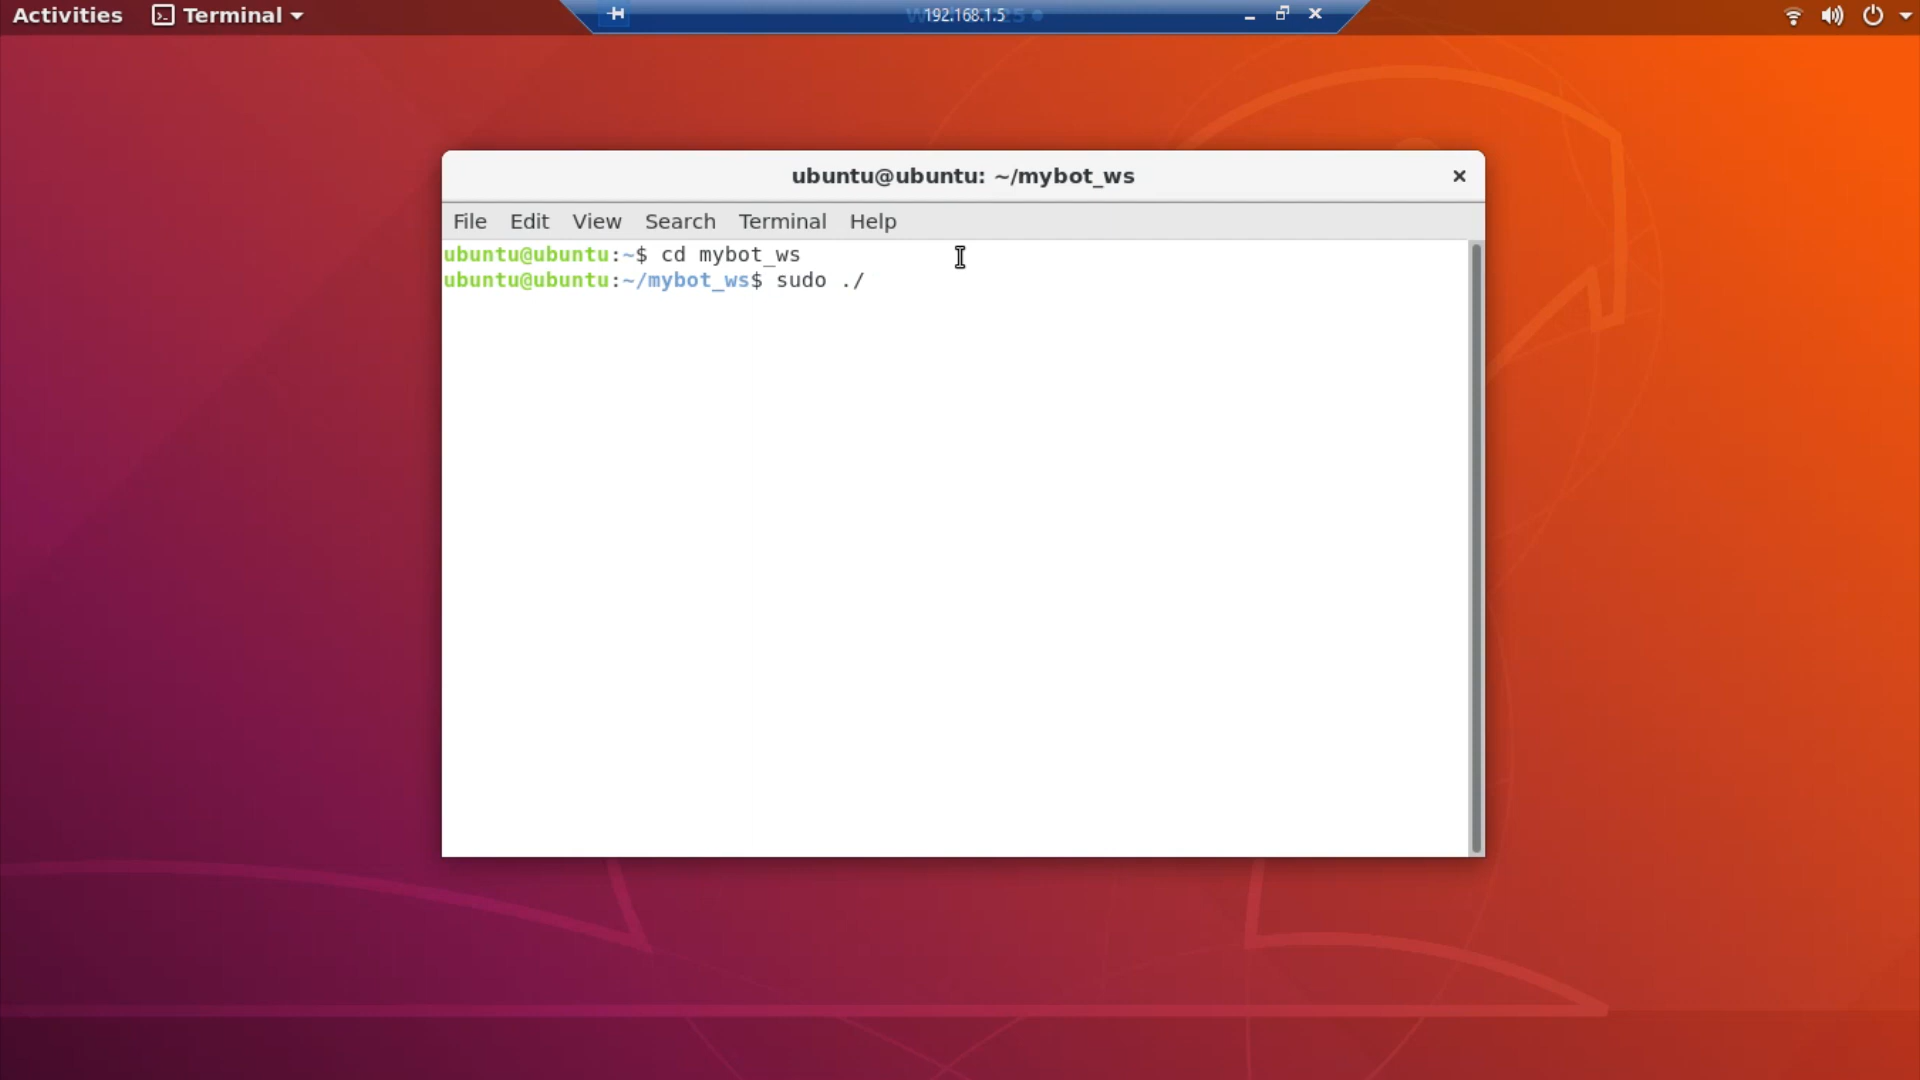 Activities Terminal 192.168.1.5
ubuntu@ubuntu: ~/mybot_ws
File Edit View Search Terminal Help
ubuntu@ubuntu:~$ cd mybot_ws
ubuntu@ubuntu:~/mybot_ws$ sudo ./